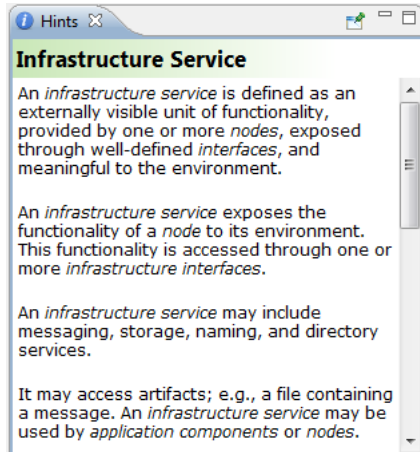 Hints
Infrastructure Service
An infrastructure service is defined as an
externally visible unit of functionality,
provided by one or more nodes, exposed
through well-defined interfaces, and
meaningful to the environment.
An infrastructure service exposes the
functionality of a node to its environment.
This functionality is accessed through one or
more infrastructure interfaces.
An infrastructure service may include
messaging, storage, naming, and directory
services.
It may access artifacts; e.g., a file containing
a message. An infrastructure service may be
used by application components or nodes.